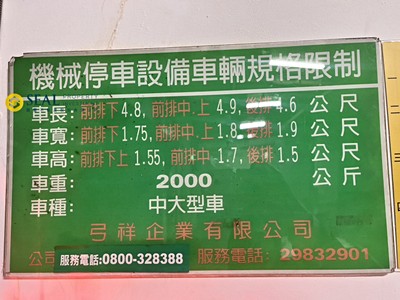 機械停車設備車輛規格限制
車長: 前排下4.8, 前排中.上4.9, 後排4.6 公尺
車寬: 前排下1.75, 前排中.上1.8, 後排1.9 公尺
車高: 前排下上1.55, 前排中1.7, 後排1.5 公尺
車重: 2000 公斤
車種: 中大型車
弓祥企業有限公司
公司 服務電話: 29832901
服務電話:0800-328388